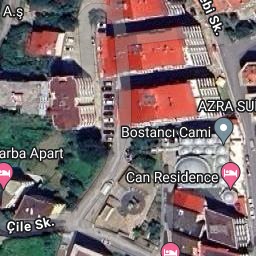 A.ş
bi Sk.
AZRA SU
Bostancı Cami
arba Apart
Can Residence
Çile Sk.